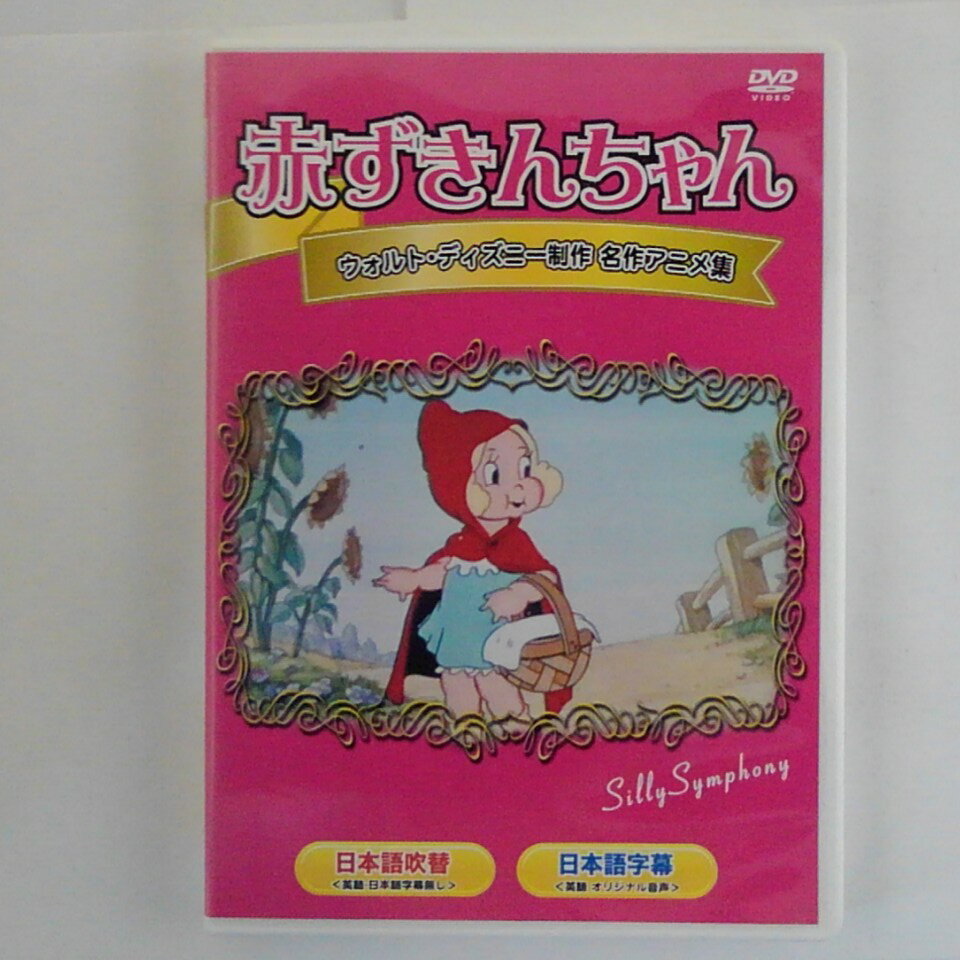 DVD
VIDEO
赤ずきんちゃん
ウォルト・ディズニー制作 名作アニメ集
Silly Symphony
日本語吹替
<英語・日本語字幕無し>
日本語字幕
<英語 オリジナル音声>